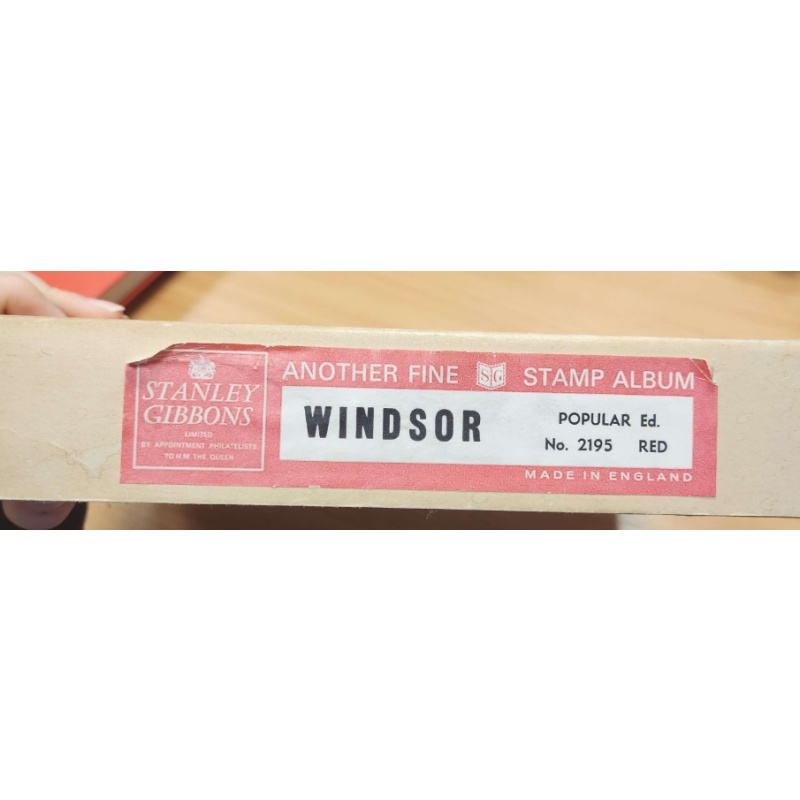 STANLEY
GIBBONS
LIMITED
BY APPOINTMENT PHILATELISTS
TO H.M. THE QUEEN
ANOTHER FINE SG STAMP ALBUM
WINDSOR
POPULAR Ed.
No. 2195 RED
MADE IN ENGLAND